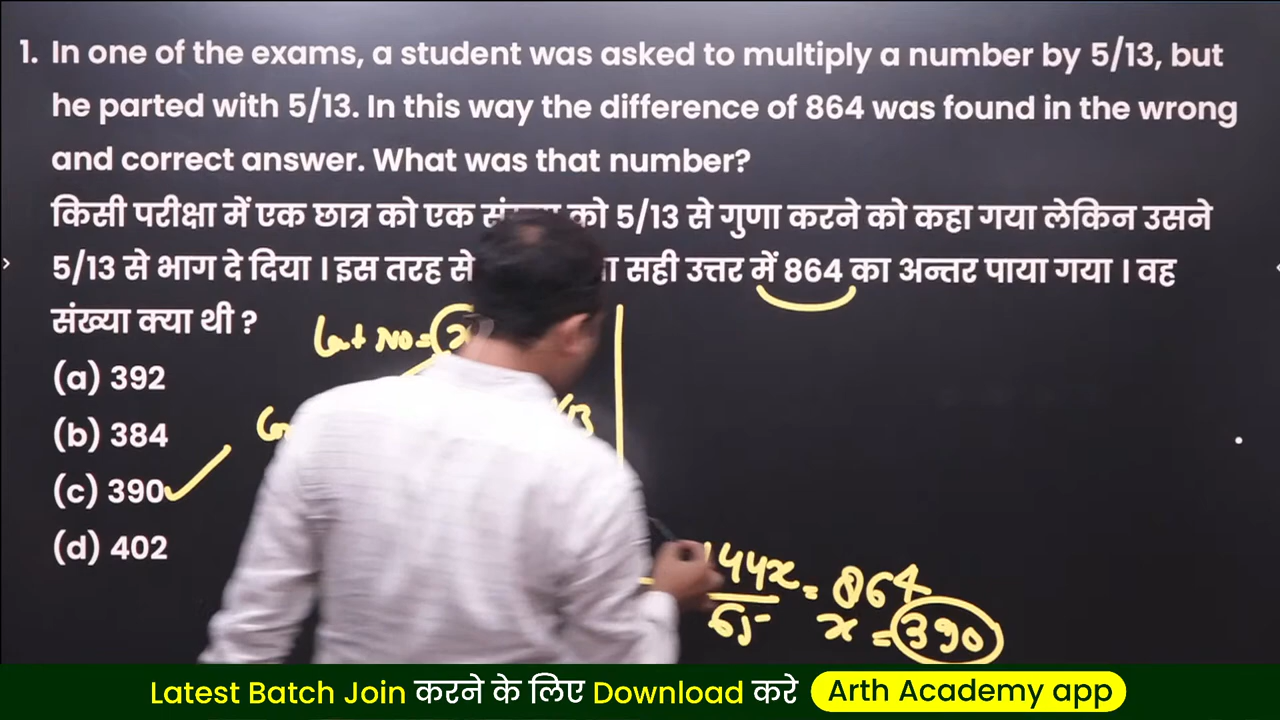 1. In one of the exams, a student was asked to multiply a number by 5/13, but
he parted with 5/13. In this way the difference of 864 was found in the wrong
and correct answer. What was that number?
किसी परीक्षा में एक छात्र को एक को 5/13 से गुणा करने को कहा गया लेकिन उसने
5/13 से भाग दे दिया । इस तरह से सही उत्तर में 864 का अन्तर पाया गया । वह
संख्या क्या थी ?
Let No =
(a) 392
(b) 384
(c) 390
(d) 402
144x = 864
65
x = 390
Latest Batch Join करने के लिए Download करे Arth Academy app